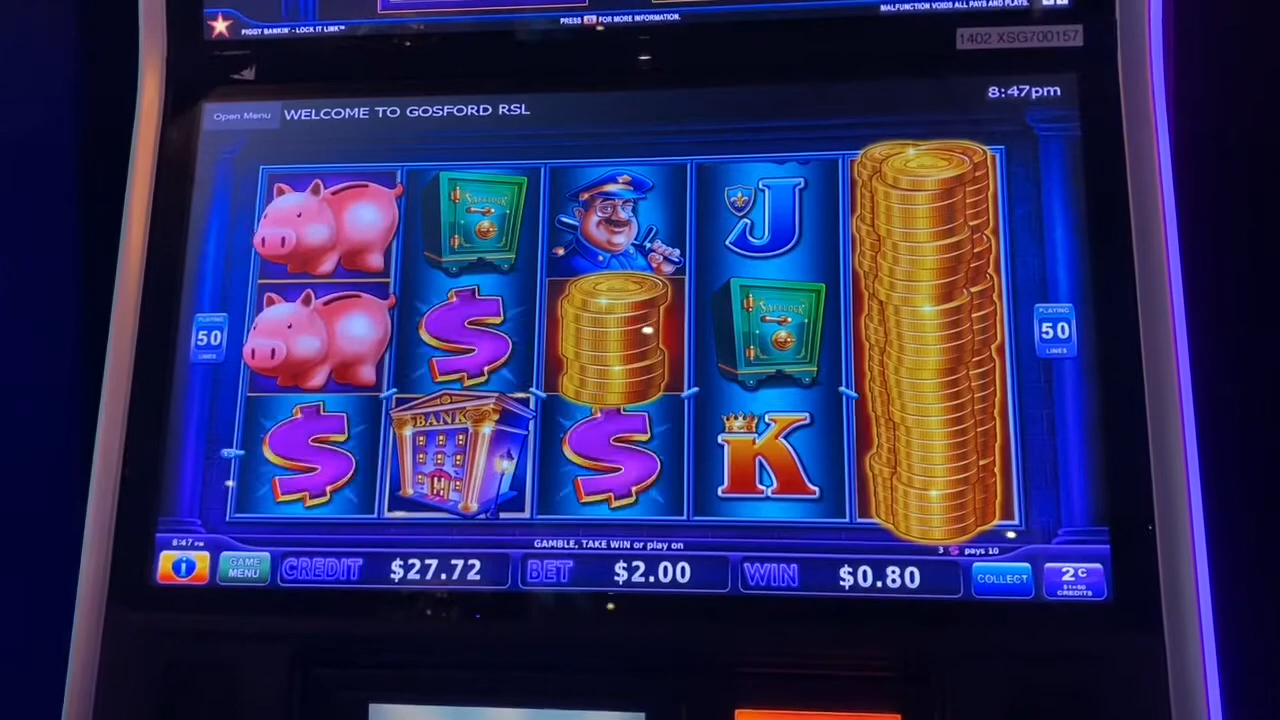 PIGGY BANKIN' - LOCK IT LINK™
PRESS FOR MORE INFORMATION.
MALFUNCTION VOIDS ALL PAYS AND PLAYS.
1402 XSG700157
8:47pm
Open Menu
WELCOME TO GOSFORD RSL
SAFELOCK
J
PLAYING
50
LINES
SAFELOCK
PLAYING
50
LINES
BANK
K
8:47 PM
GAMBLE, TAKE WIN or play on
3 pays 10
GAME
MENU
CREDIT $27.72
BET $2.00
WIN $0.80
COLLECT
2c
$1=50
CREDITS